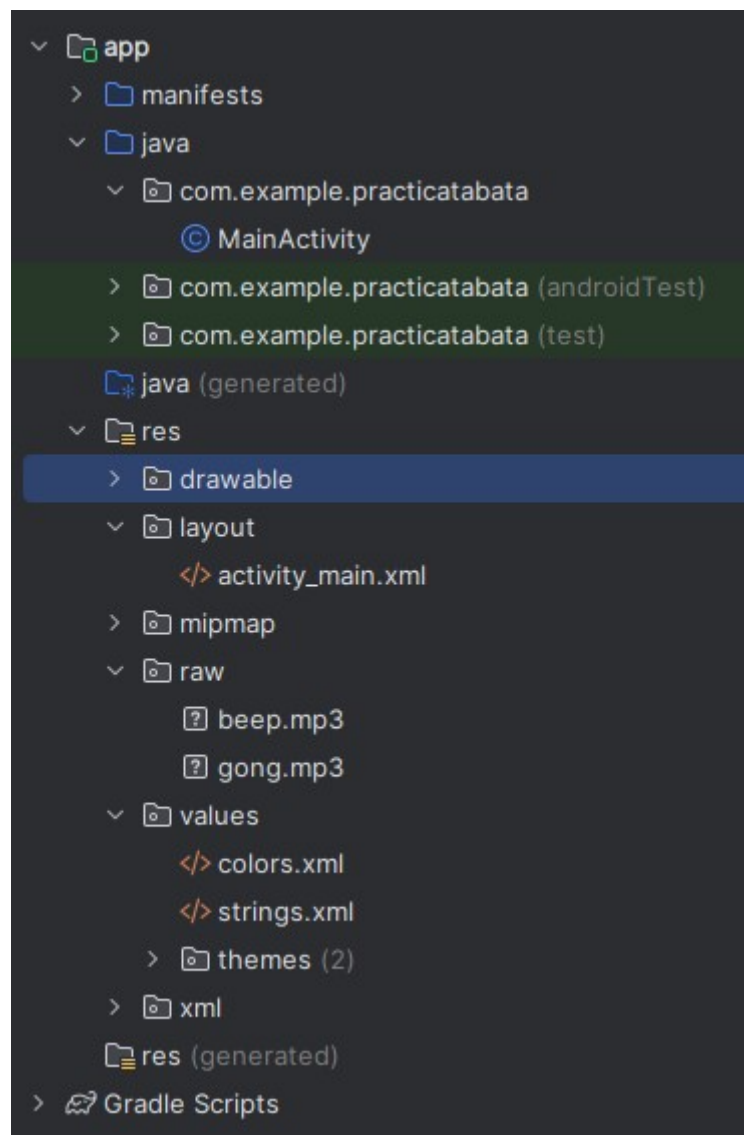 app
manifests
java
com.example.practicatabata
MainActivity
com.example.practicatabata (androidTest)
com.example.practicatabata (test)
java (generated)
res
drawable
layout
activity_main.xml
mipmap
raw
beep.mp3
gong.mp3
values
colors.xml
strings.xml
themes (2)
xml
res (generated)
Gradle Scripts